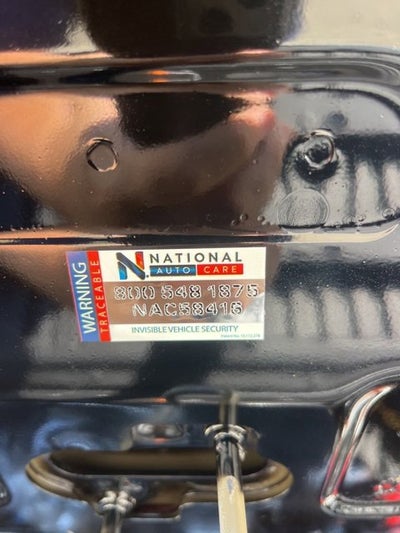 WARNING
TRACEABLE
N. NATIONAL
AUTO CARE
800 548 1875
NAC58416
INVISIBLE VEHICLE SECURITY